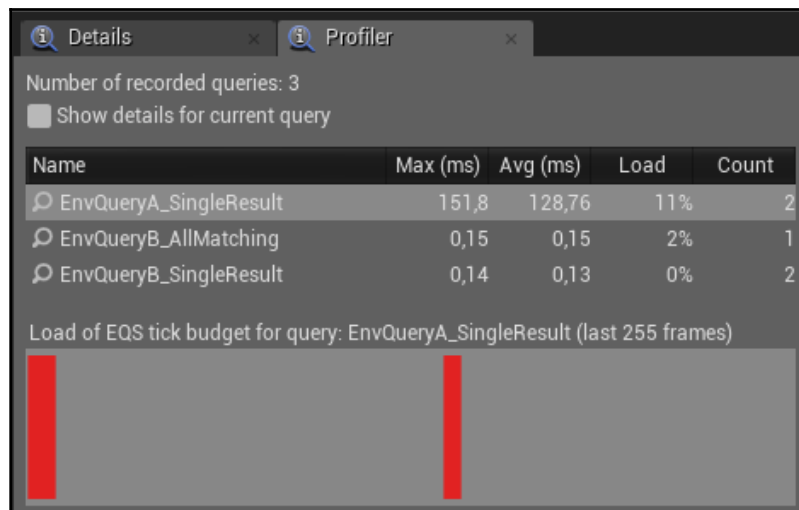 Details
Profiler
Number of recorded queries: 3
Show details for current query
Name Max (ms) Avg (ms) Load Count
EnvQueryA_SingleResult 151,8 128,76 11% 2
EnvQueryB_AllMatching 0,15 0,15 2% 1
EnvQueryB_SingleResult 0,14 0,13 0% 2
Load of EQS tick budget for query: EnvQueryA_SingleResult (last 255 frames)